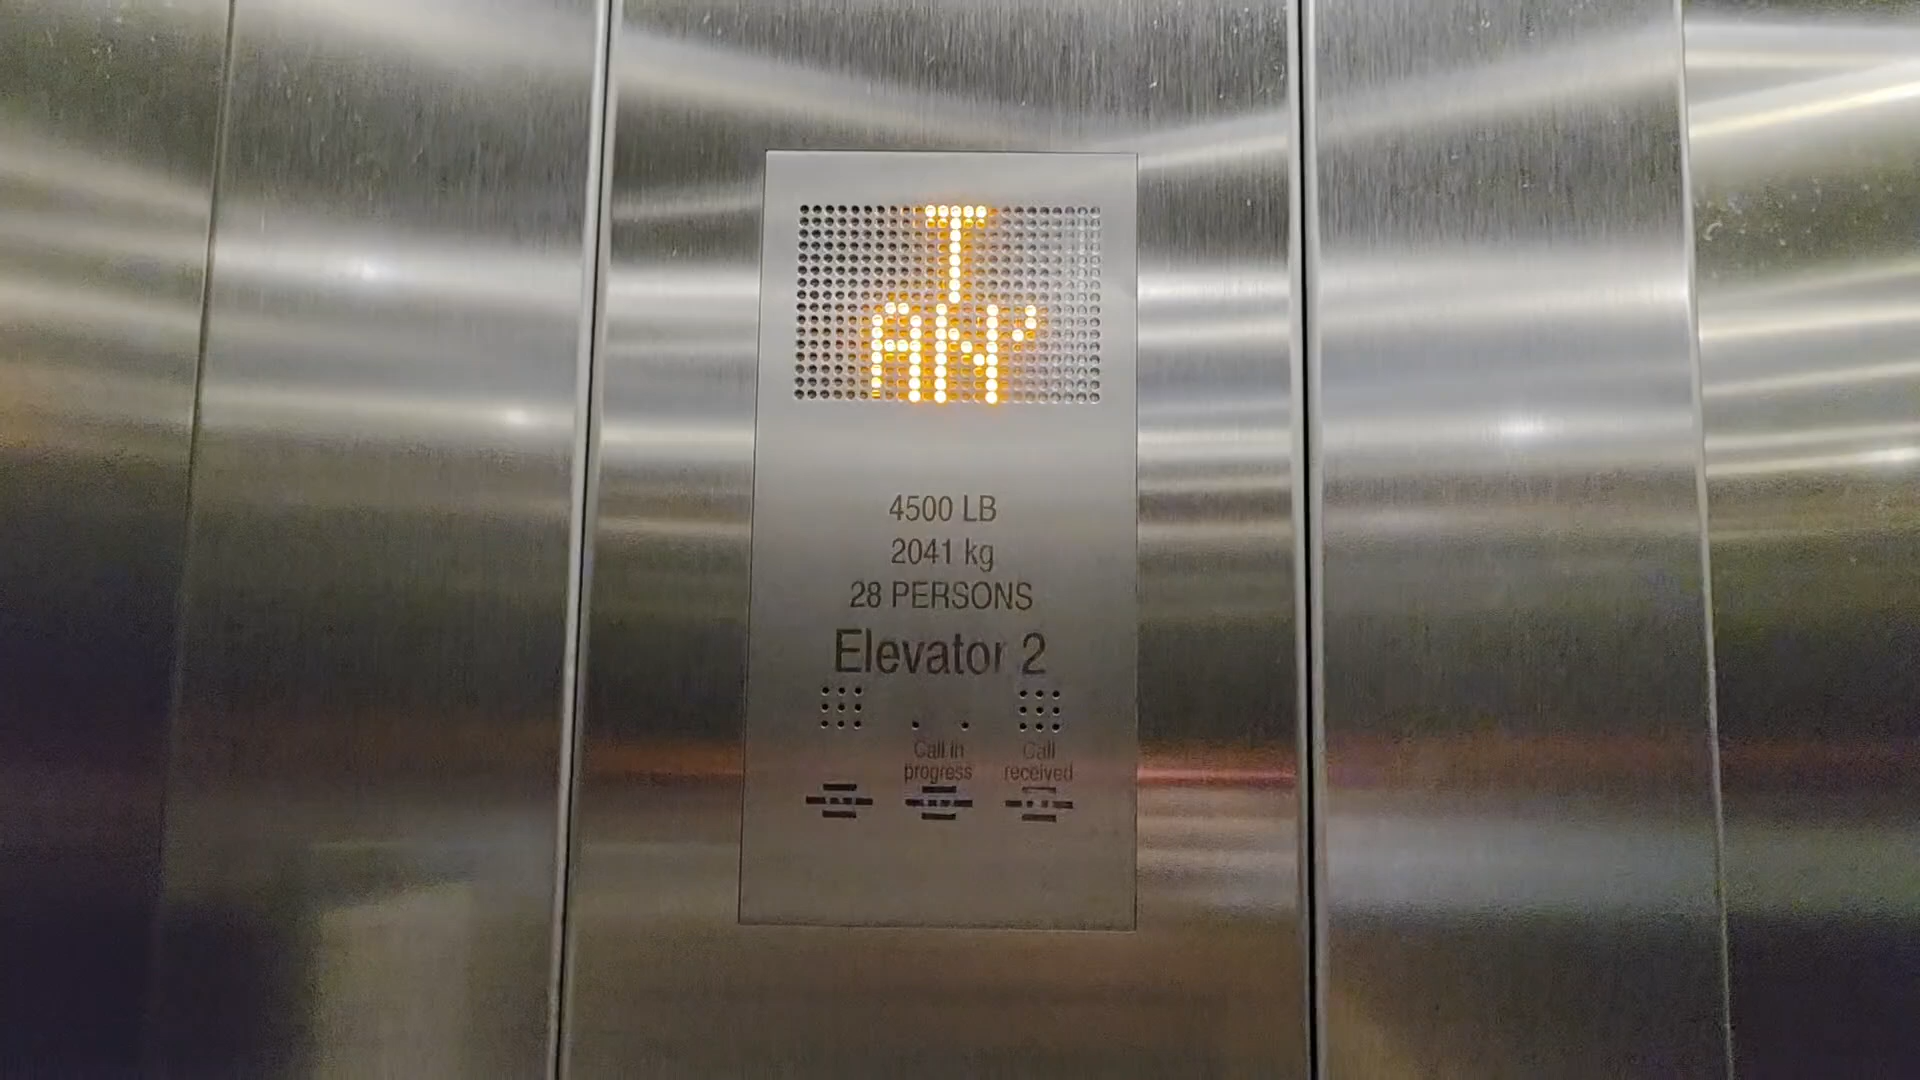 4500 LB
2041 kg
28 PERSONS
Elevator 2
Call in progress
Call received